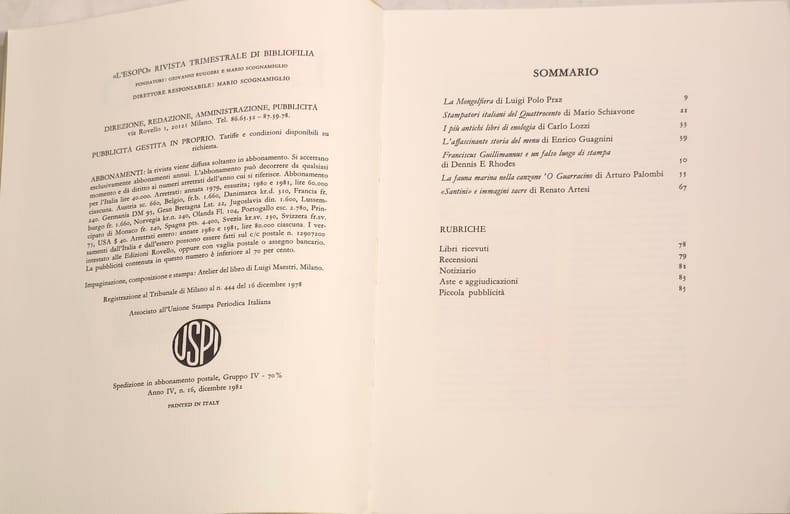 «L'ESOPO» RIVISTA TRIMESTRALE DI BIBLIOFILIA
FONDATORI: GIOVANNI RUGGERI E MARIO SCOGNAMIGLIO
DIRETTORE RESPONSABILE: MARIO SCOGNAMIGLIO
DIREZIONE, REDAZIONE, AMMINISTRAZIONE, PUBBLICITÀ
via Rovello 1, 20121 Milano. Tel. 86.65.32 - 87.39.78.
PUBBLICITÀ GESTITA IN PROPRIO. Tariffe e condizioni disponibili su
richiesta.
ABBONAMENTI: la rivista viene diffusa soltanto in abbonamento. Si accettano
esclusivamente abbonamenti annui. L'abbonamento può decorrere da qualsiasi
momento e dà diritto ai numeri arretrati dell'anno cui si riferisce. Abbonamento
per l'Italia lire 40.000. Arretrati: annata 1979, esaurita; 1980 e 1981, lire 60.000
ciascuna. Austria sc. 660, Belgio, fr.b. 1.660, Danimarca kr.d. 310, Francia fr.
240, Germania DM 95, Gran Bretagna Lst. 22, Jugoslavia din. 1.600, Lussem-
burgo fr. 1.660, Norvegia kr.n. 240, Olanda Fl. 104, Portogallo esc. 2.780, Prin-
cipato di Monaco fr. 240, Spagna pts. 4.400, Svezia kr.sv. 230, Svizzera fr.sv.
75, USA $ 40. Arretrati estero: annate 1980 e 1981, lire 80.000 ciascuna. I ver-
samenti dall'Italia e dall'estero possono essere fatti sul c/c postale n. 12907200
intestato alle Edizioni Rovello, oppure con vaglia postale o assegno bancario.
La pubblicità contenuta in questo numero è inferiore al 70 per cento.
Impaginazione, composizione e stampa: Atelier del libro di Luigi Maestri, Milano.
Registrazione al Tribunale di Milano al n. 444 del 16 dicembre 1978
Associato all'Unione Stampa Periodica Italiana
USPI
Spedizione in abbonamento postale, Gruppo IV - 70%
Anno IV, n. 16, dicembre 1982
PRINTED IN ITALY
SOMMARIO
La Mongolfiera di Luigi Polo Praz 9
Stampatori italiani del Quattrocento di Mario Schiavone 21
I più antichi libri di enologia di Carlo Lozzi 33
L'affascinante storia del menu di Enrico Guagnini 39
Franciscus Guillimannus e un falso luogo di stampa
di Dennis E Rhodes 50
La fauna marina nella canzone 'O Guarracino di Arturo Palombi 55
«Santini» e immagini sacre di Renato Artesi 67
RUBRICHE
Libri ricevuti 78
Recensioni 79
Notiziario 81
Aste e aggiudicazioni 83
Piccola pubblicità 85